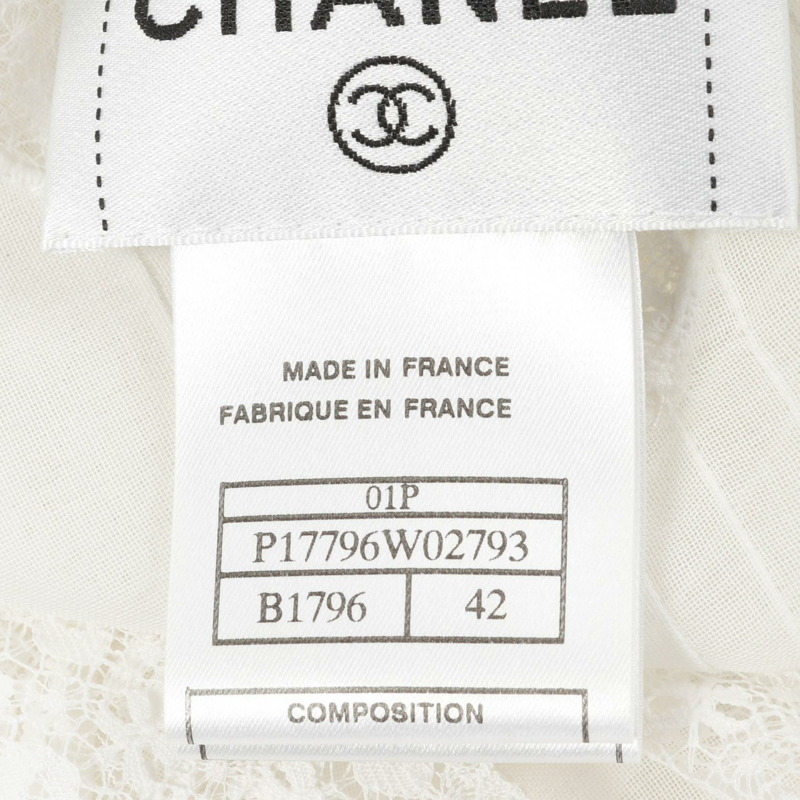 CHANEL
MADE IN FRANCE
FABRIQUE EN FRANCE
01P
P17796W02793
B1796 42
COMPOSITION